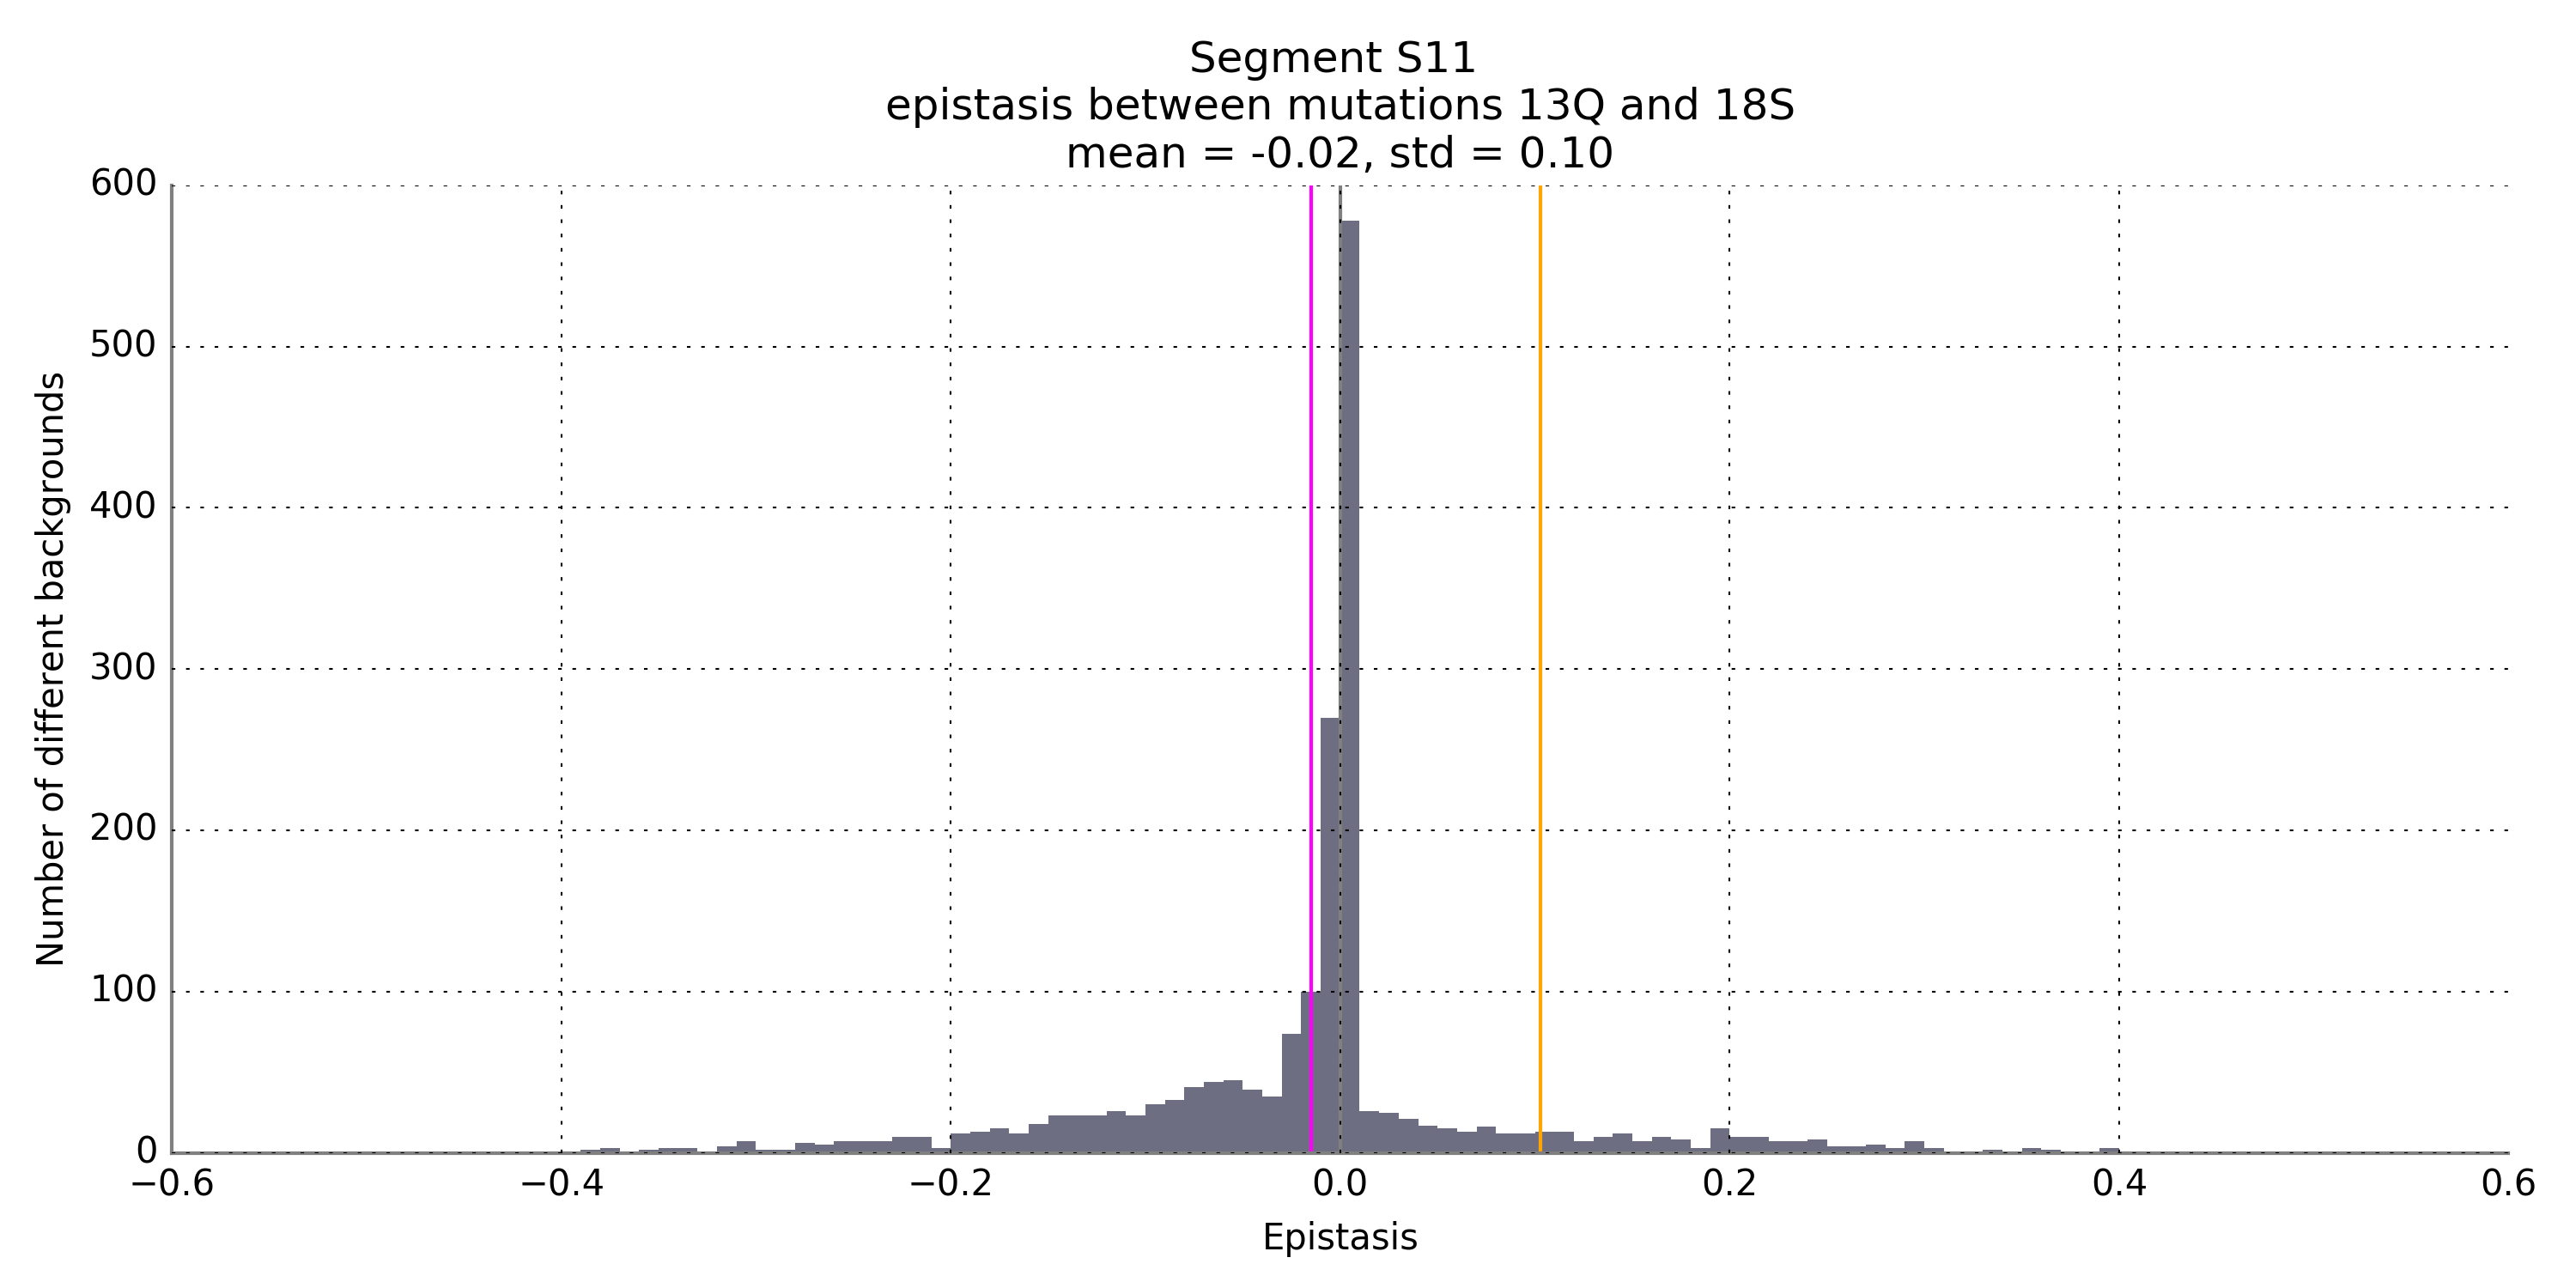 Segment S11
epistasis between mutations 13Q and 18S
mean = -0.02, std = 0.10
600
500
400
300
200
100
0
Number of different backgrounds
−0.6 −0.4 −0.2 0.0 0.2 0.4 0.6
Epistasis